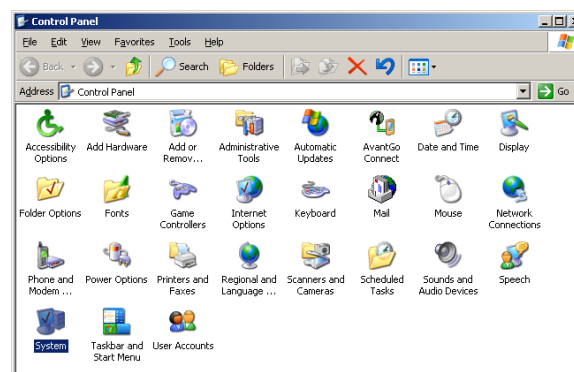 Control Panel
File Edit View Favorites Tools Help
Back Search Folders
Address Control Panel Go
Accessibility Options Add Hardware Add or Remov... Administrative Tools Automatic Updates AvantGo Connect Date and Time Display
Folder Options Fonts Game Controllers Internet Options Keyboard Mail Mouse Network Connections
Phone and Modem ... Power Options Printers and Faxes Regional and Language ... Scanners and Cameras Scheduled Tasks Sounds and Audio Devices Speech
System Taskbar and Start Menu User Accounts